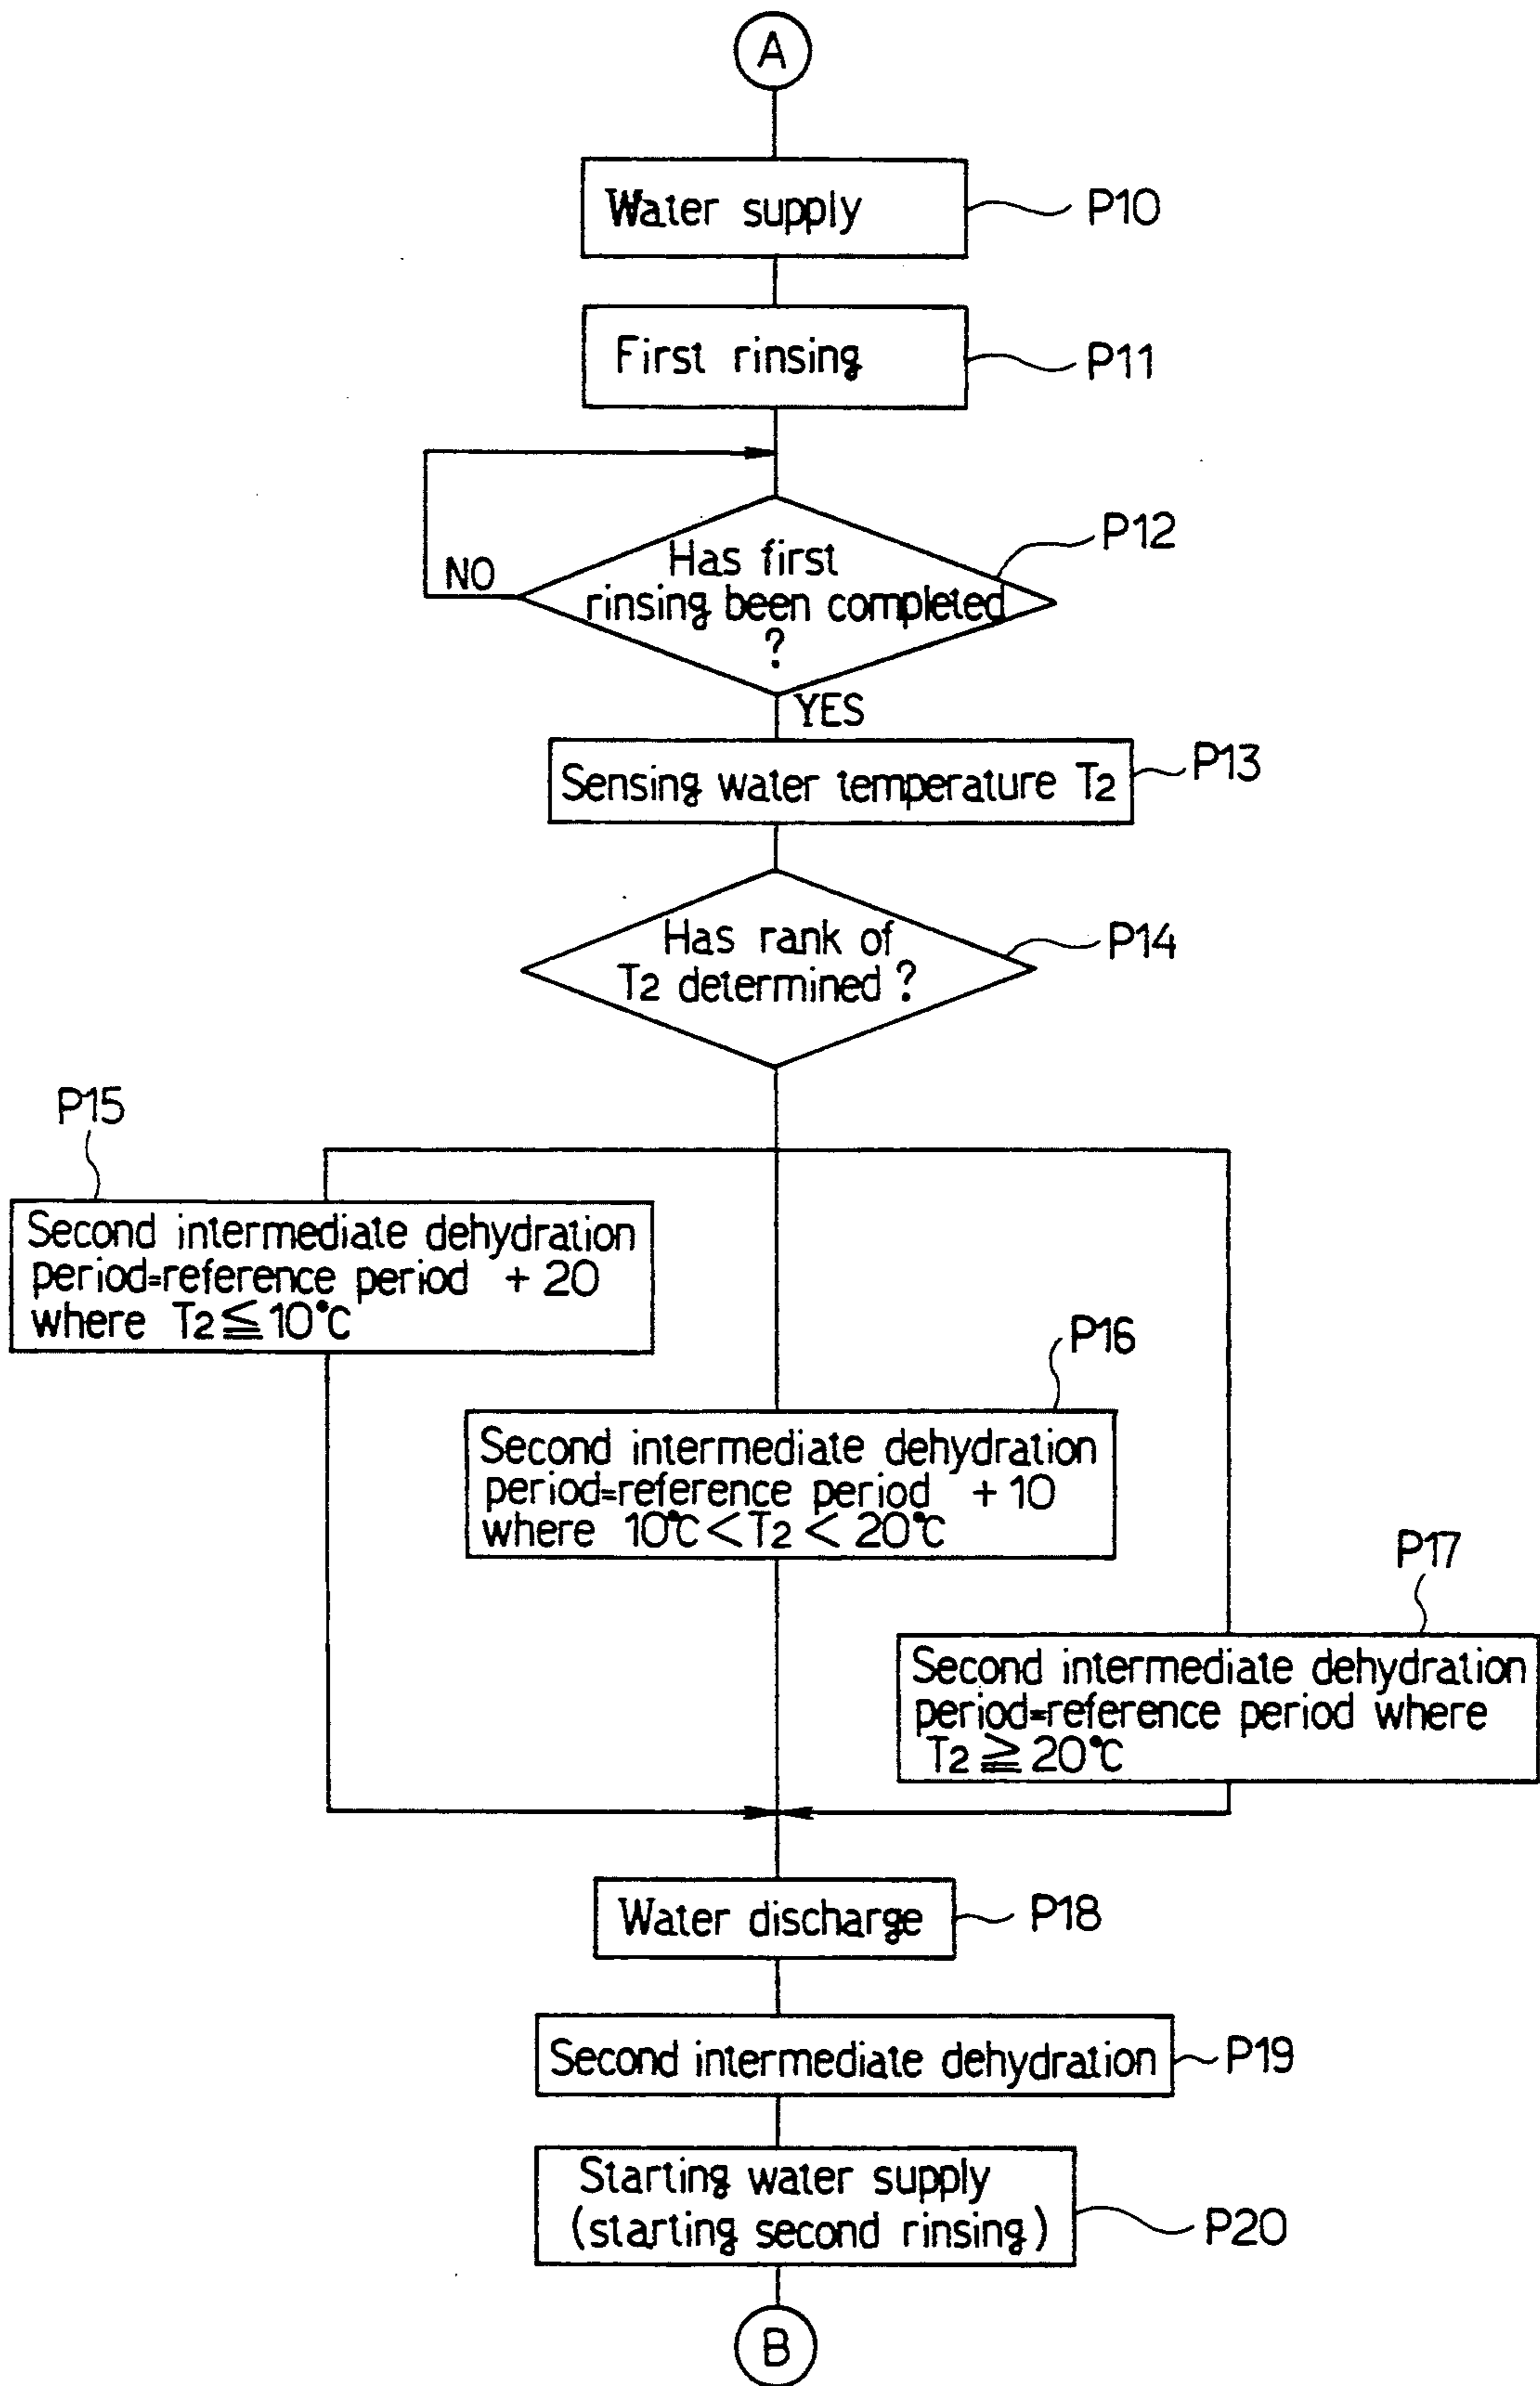 A
Water supply
P10
First rinsing
P11
P12
Has first
rinsing been completed
?
NO
YES
Sensing water temperature T2
P13
Has rank of
T2 determined ?
P14
P15
Second intermediate dehydration
period=reference period + 20
where T2≦10°C
P16
Second intermediate dehydration
period=reference period + 10
where 10°C<T2<20°C
P17
Second intermediate dehydration
period=reference period where
T2≧20°C
Water discharge
P18
Second intermediate dehydration
P19
Starting water supply
(starting second rinsing)
P20
B